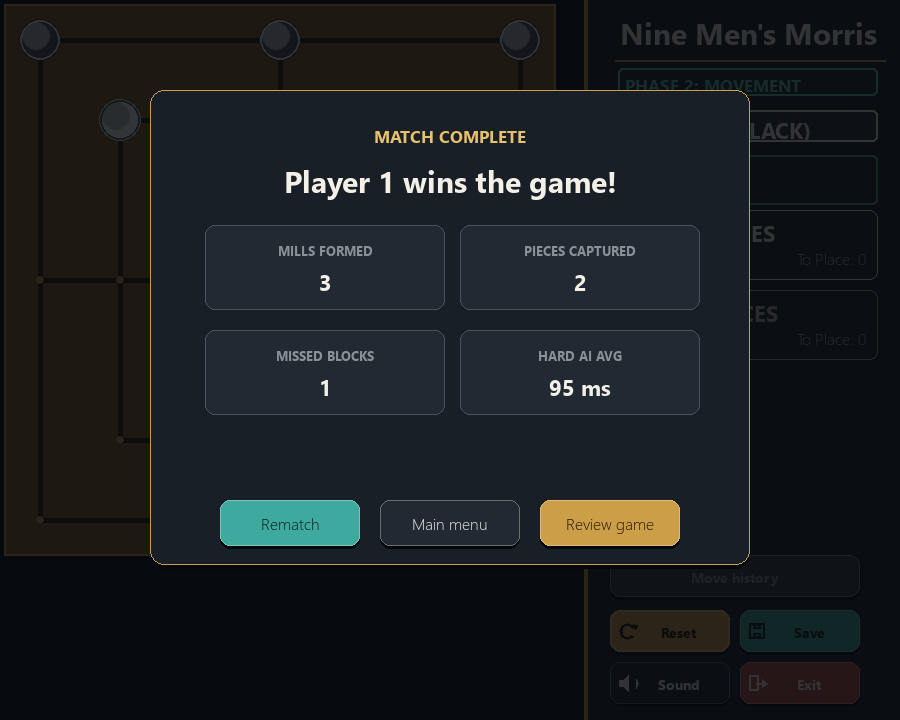 Nine Men's Morris
PHASE 2: MOVEMENT
LACK)
ES
To Place: 0
CES
To Place: 0
MATCH COMPLETE
Player 1 wins the game!
MILLS FORMED
3
PIECES CAPTURED
2
MISSED BLOCKS
1
HARD AI AVG
95 ms
Rematch
Main menu
Review game
Move history
Reset
Save
Sound
Exit